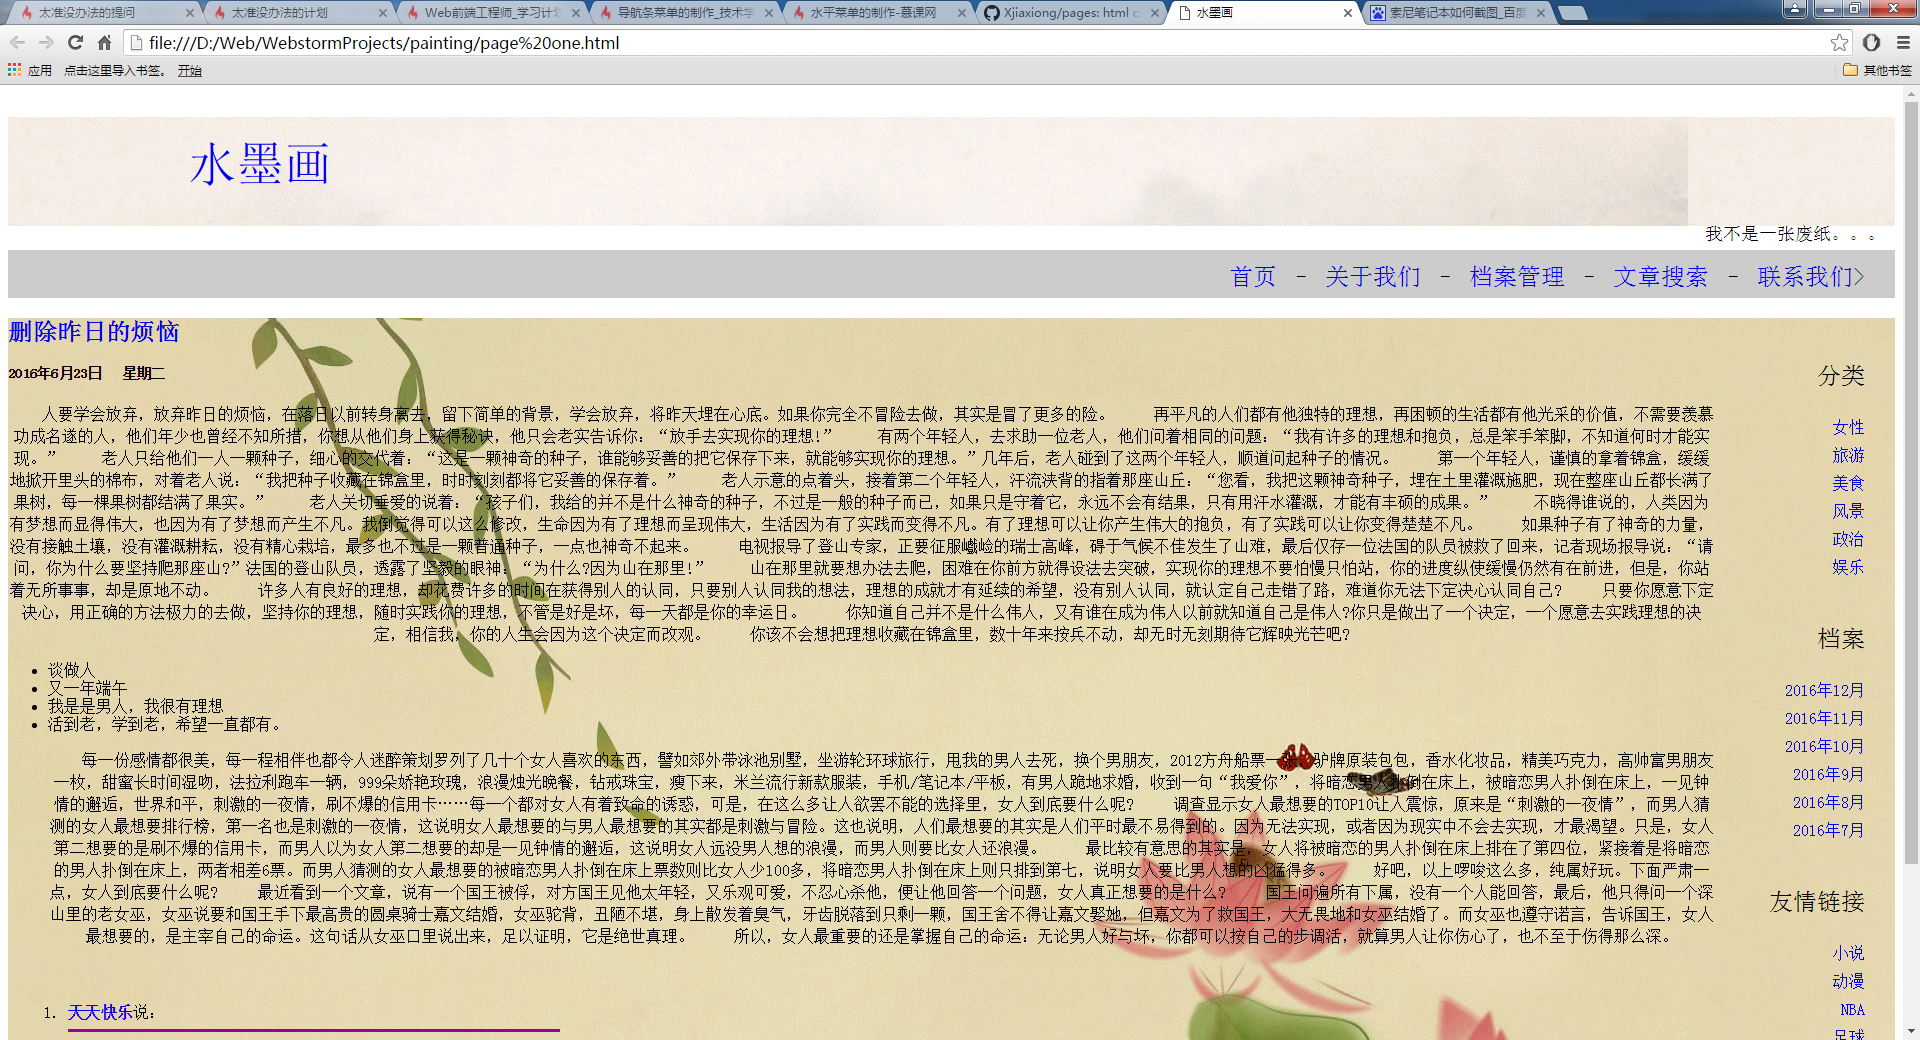 太准没办法的提问
太准没办法的计划
Web前端工程师_学习计划
导航条菜单的制作_技术学
水平菜单的制作-慕课网
Xjiaxiong/pages: html c
水墨画
索尼笔记本如何截图_百度
file:///D:/Web/WebstormProjects/painting/page%20one.html
应用 点击这里导入书签。 开始
其他书签
水墨画
我不是一张废纸。。。
首页 - 关于我们 - 档案管理 - 文章搜索 - 联系我们>
删除昨日的烦恼
2016年6月23日 星期二
人要学会放弃，放弃昨日的烦恼，在落日以前转身离去，留下简单的背景，学会放弃，将昨天埋在心底。如果你完全不冒险去做，其实是冒了更多的险。 再平凡的人们都有他独特的理想，再困顿的生活都有他光采的价值，不需要羡慕
功成名遂的人，他们年少也曾经不知所措，你想从他们身上获得秘诀，他只会老实告诉你：“放手去实现你的理想！” 有两个年轻人，去求助一位老人，他们问着相同的问题：“我有许多的理想和抱负，总是笨手笨脚，不知道何时才能实
现。” 老人只给他们一人一颗种子，细心的交代着：“这是一颗神奇的种子，谁能够妥善的把它保存下来，就能够实现你的理想。”几年后，老人碰到了这两个年轻人，顺道问起种子的情况。 第一个年轻人，谨慎的拿着锦盒，缓缓
地掀开里头的棉布，对着老人说：“我把种子收藏在锦盒里，时时刻刻都将它妥善的保存着。” 老人示意的点着头，接着第二个年轻人，汗流浃背的指着那座山丘：“您看，我把这颗神奇种子，埋在土里灌溉施肥，现在整座山丘都长满了
果树，每一棵果树都结满了果实。” 老人关切垂爱的说着：“孩子们，我给的并不是什么神奇的种子，不过是一般的种子而已，如果只是守着它，永远不会有结果，只有用汗水灌溉，才能有丰硕的成果。” 不晓得谁说的，人类因为
有梦想而显得伟大，也因为有了梦想而产生不凡。我倒觉得可以这么修改，生命因为有了理想而呈现伟大，生活因为有了实践而变得不凡。有了理想可以让你产生伟大的抱负，有了实践可以让你变得楚楚不凡。 如果种子有了神奇的力量，
没有接触土壤，没有灌溉耕耘，没有精心栽培，最多也不过是一颗普通种子，一点也神奇不起来。 电视报导了登山专家，正要征服巇崄的瑞士高峰，碍于气候不佳发生了山难，最后仅存一位法国的队员被救了回来，记者现场报导说：“请
问，你为什么要坚持爬那座山?”法国的登山队员，透露了坚毅的眼神：“为什么?因为山在那里！” 山在那里就要想办法去爬，困难在你前方就得设法去突破，实现你的理想不要怕慢只怕站，你的进度纵使缓慢仍然有在前进，但是，你站
着无所事事，却是原地不动。 许多人有良好的理想，却花费许多的时间在获得别人的认同，只要别人认同我的想法，理想的成就才有延续的希望，没有别人认同，就认定自己走错了路，难道你无法下定决心认同自己? 只要你愿意下定
决心，用正确的方法极力的去做，坚持你的理想，随时实践你的理想，不管是好是坏，每一天都是你的幸运日。 你知道自己并不是什么伟人，又有谁在成为伟人以前就知道自己是伟人?你只是做出了一个决定，一个愿意去实践理想的决
定，相信我，你的人生会因为这个决定而改观。 你该不会想把理想收藏在锦盒里，数十年来按兵不动，却无时无刻期待它辉映光芒吧?
谈做人
又一年端午
我是是男人，我很有理想
活到老，学到老，希望一直都有。
每一份感情都很美，每一程相伴也都令人迷醉策划罗列了几十个女人喜欢的东西，譬如郊外带泳池别墅，坐游轮环球旅行，甩我的男人去死，换个男朋友，2012方舟船票一张，驴牌原装包包，香水化妆品，精美巧克力，高帅富男朋友
一枚，甜蜜长时间湿吻，法拉利跑车一辆，999朵娇艳玫瑰，浪漫烛光晚餐，钻戒珠宝，瘦下来，米兰流行新款服装，手机/笔记本/平板，有男人跪地求婚，收到一句“我爱你”，将暗恋男人扑倒在床上，被暗恋男人扑倒在床上，一见钟
情的邂逅，世界和平，刺激的一夜情，刷不爆的信用卡……每一个都对女人有着致命的诱惑，可是，在这么多让人欲罢不能的选择里，女人到底要什么呢? 调查显示女人最想要的TOP10让人震惊，原来是“刺激的一夜情”，而男人猜
测的女人最想要排行榜，第一名也是刺激的一夜情，这说明女人最想要的与男人最想要的其实都是刺激与冒险。这也说明，人们最想要的其实是人们平时最不易得到的。因为无法实现，或者因为现实中不会去实现，才最渴望。只是，女人
第二想要的是刷不爆的信用卡，而男人以为女人第二想要的却是一见钟情的邂逅，这说明女人远没男人想的浪漫，而男人则要比女人还浪漫。 最比较有意思的其实是，女人将被暗恋的男人扑倒在床上排在了第四位，紧接着是将暗恋
的男人扑倒在床上，两者相差6票。而男人猜测的女人最想要的被暗恋男人扑倒在床上票数则比女人少100多，将暗恋男人扑倒在床上则只排到第七，说明女人要比男人想的凶猛得多。 好吧，以上啰唆这么多，纯属好玩。下面严肃一
点，女人到底要什么呢? 最近看到一个文章，说有一个国王被俘，对方国王见他太年轻，又乐观可爱，不忍心杀他，便让他回答一个问题，女人真正想要的是什么? 国王问遍所有下属，没有一个人能回答，最后，他只得问一个深
山里的老女巫，女巫说要和国王手下最高贵的圆桌骑士嘉文结婚，女巫驼背，丑陋不堪，身上散发着臭气，牙齿脱落到只剩一颗，国王舍不得让嘉文娶她，但嘉文为了救国王，大无畏地和女巫结婚了。而女巫也遵守诺言，告诉国王，女人
最想要的，是主宰自己的命运。这句话从女巫口里说出来，足以证明，它是绝世真理。 所以，女人最重要的还是掌握自己的命运：无论男人好与坏，你都可以按自己的步调活，就算男人让你伤心了，也不至于伤得那么深。
1. 天天快乐说：
分类
女性
旅游
美食
风景
政治
娱乐
档案
2016年12月
2016年11月
2016年10月
2016年9月
2016年8月
2016年7月
友情链接
小说
动漫
NBA
足球